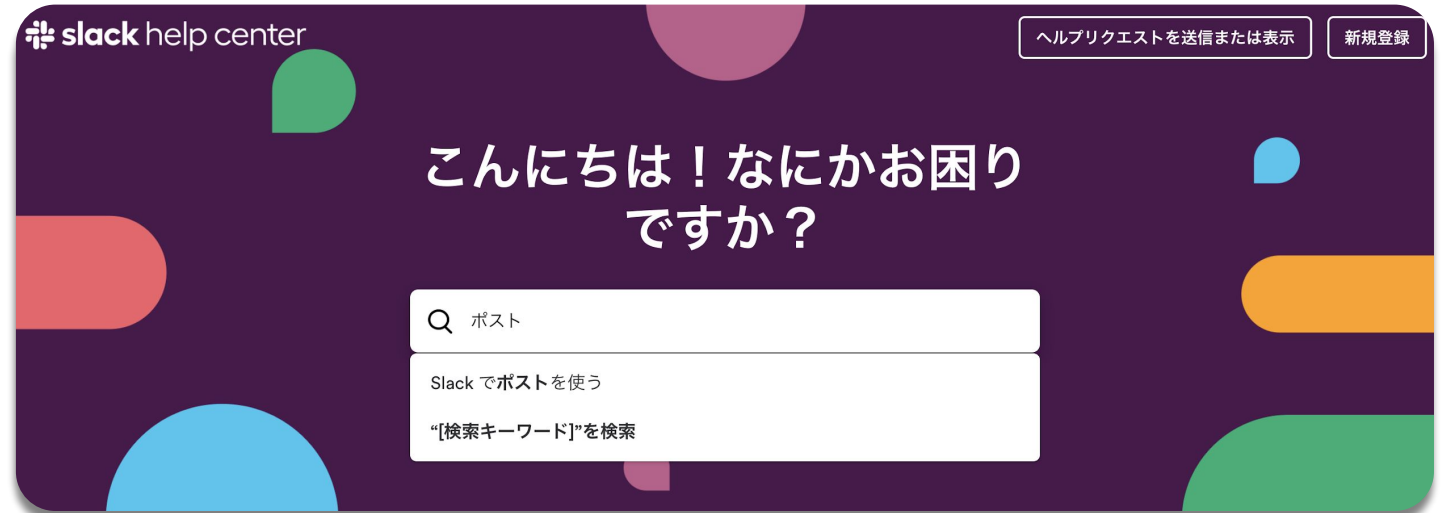 slack help center
ヘルプリクエストを送信または表示
新規登録
こんにちは！なにかお困り
ですか？
ポスト
Slack でポストを使う
“[検索キーワード]”を検索